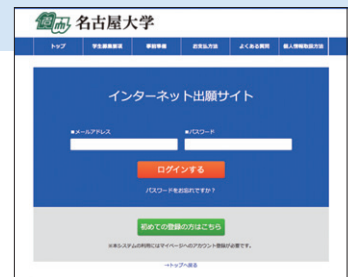 名古屋大学
トップ 学生募集要項 事前準備 お支払方法 よくある質問 個人情報取扱方法
インターネット出願サイト
■メールアドレス ■パスワード
ログインする
パスワードをお忘れですか？
初めての登録の方はこちら
※本システムの利用にはマイページへのアカウント登録が必要です。
→トップへ戻る